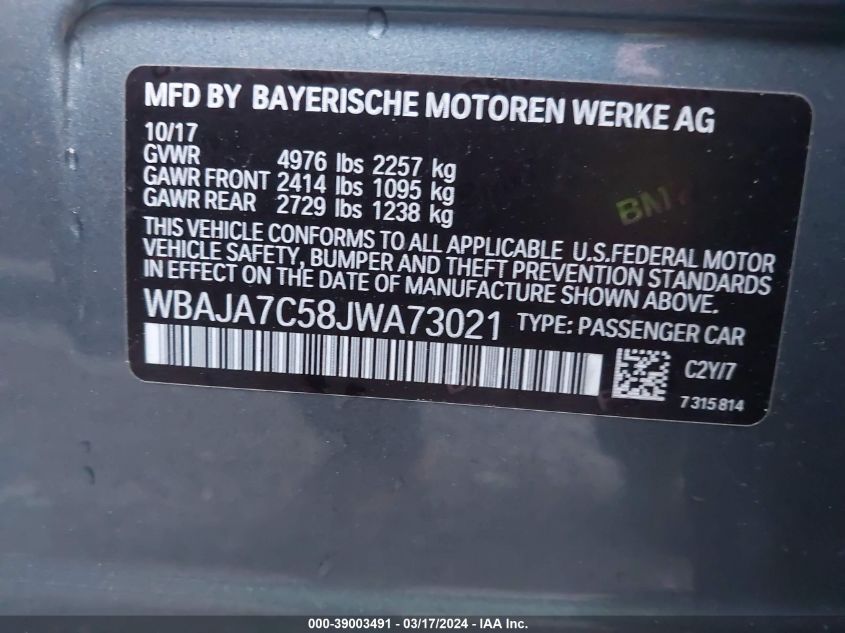 MFD BY BAYERISCHE MOTOREN WERKE AG
10/17
GVWR 4976 lbs 2257 kg
GAWR FRONT 2414 lbs 1095 kg
GAWR REAR 2729 lbs 1238 kg
THIS VEHICLE CONFORMS TO ALL APPLICABLE U.S.FEDERAL MOTOR
VEHICLE SAFETY, BUMPER AND THEFT PREVENTION STANDARDS
IN EFFECT ON THE DATE OF MANUFACTURE SHOWN ABOVE.
WBAJA7C58JWA73021 TYPE: PASSENGER CAR
C2Y/7
7315814
000-39003491 - 03/17/2024 - IAA Inc.